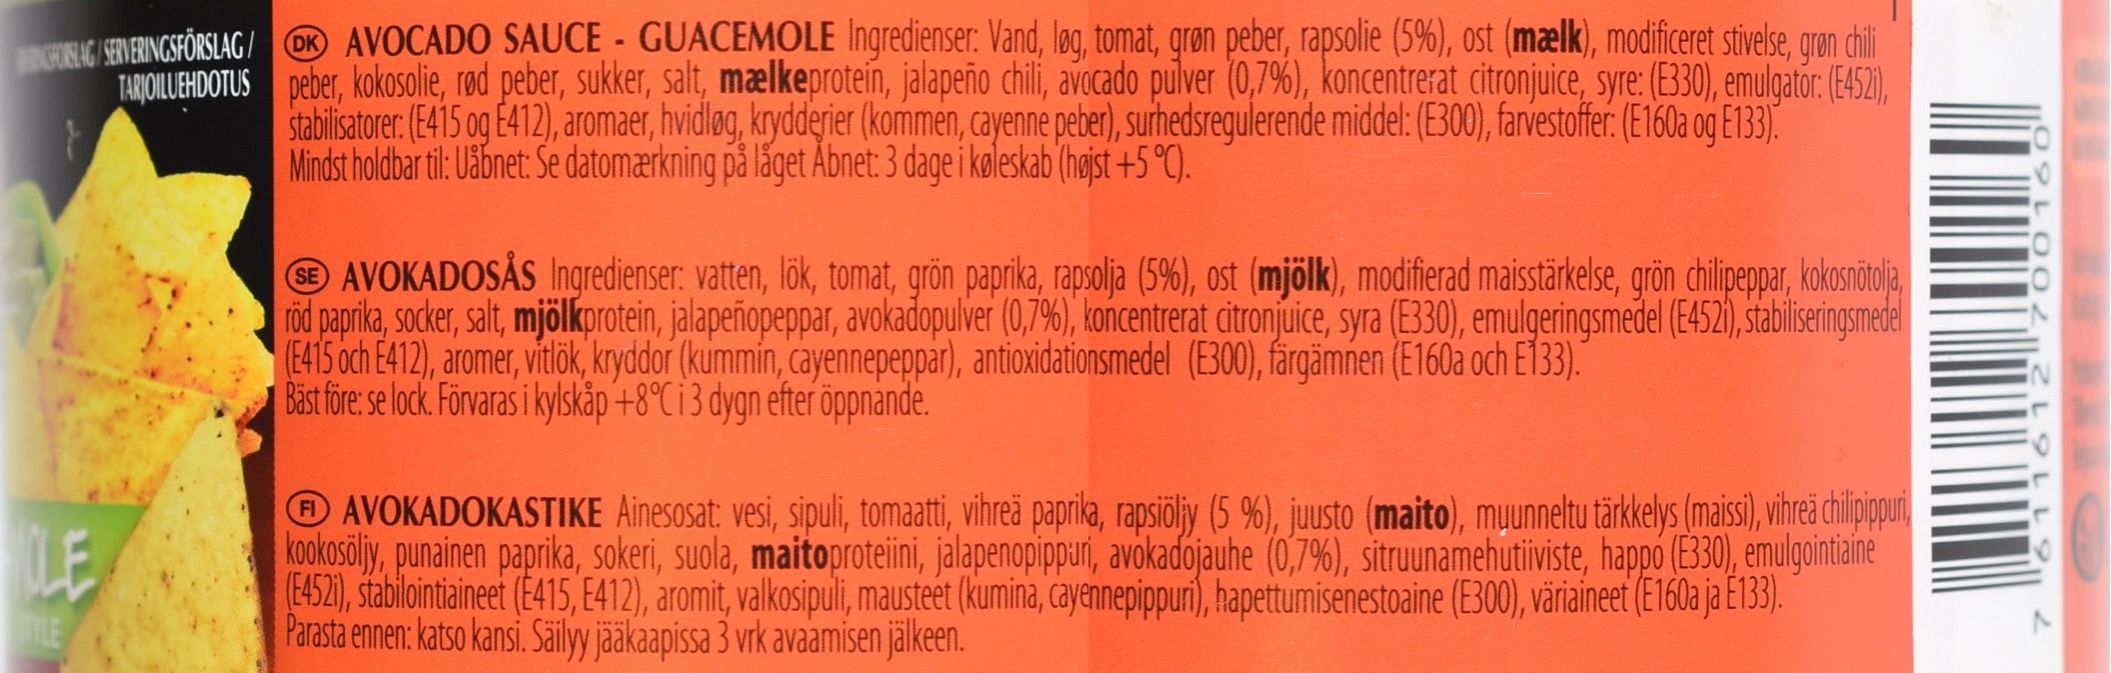 SERVERINGSFÖRSLAG /
TARJOILUEHDOTUS
DK AVOCADO SAUCE - GUACEMOLE Ingredienser: Vand, løg, tomat, grøn peber, rapsolie (5%), ost (mælk), modificeret stivelse, grøn chili
peber, kokosolie, rød peber, sukker, salt, mælkeprotein, jalapeño chili, avocado pulver (0,7%), koncentrerat citronjuice, syre: (E330), emulgator: (E452i),
stabilisatorer: (E415 og E412), aromaer, hvidløg, krydderier (kommen, cayenne peber), surhedsregulerende middel: (E300), farvestoffer: (E160a og E133).
Mindst holdbar til: Uåbnet: Se datomærkning på låget Åbnet: 3 dage i køleskab (højst +5 °C).
SE AVOKADOSÅS Ingredienser: vatten, lök, tomat, grön paprika, rapsolja (5%), ost (mjölk), modifierad maisstärkelse, grön chilipeppar, kokosnötolja,
röd paprika, socker, salt, mjölkprotein, jalapeñopeppar, avokadopulver (0,7%), koncentrerat citronjuice, syra (E330), emulgeringsmedel (E452i), stabiliseringsmedel
(E415 och E412), aromer, vitlök, kryddor (kummin, cayennepeppar), antioxidationsmedel (E300), färgämnen (E160a och E133).
Bäst före: se lock. Förvaras i kylskåp +8°C i 3 dygn efter öppnande.
FI AVOKADOKASTIKE Ainesosat: vesi, sipuli, tomaatti, vihreä paprika, rapsiöljy (5 %), juusto (maito), muunneltu tärkkelys (maissi), vihreä chilipippuri,
kookosöljy, punainen paprika, sokeri, suola, maitoproteiini, jalapenopippuri, avokadojauhe (0,7%), sitruunamehutiiviste, happo (E330), emulgointiaine
(E452i), stabilointiaineet (E415, E412), aromit, valkosipuli, mausteet (kumina, cayennepippuri), hapettumisenestoaine (E300), väriaineet (E160a ja E133).
Parasta ennen: katso kansi. Säilyy jääkaapissa 3 vrk avaamisen jälkeen.
OLE
STYLE
7 611612 700160